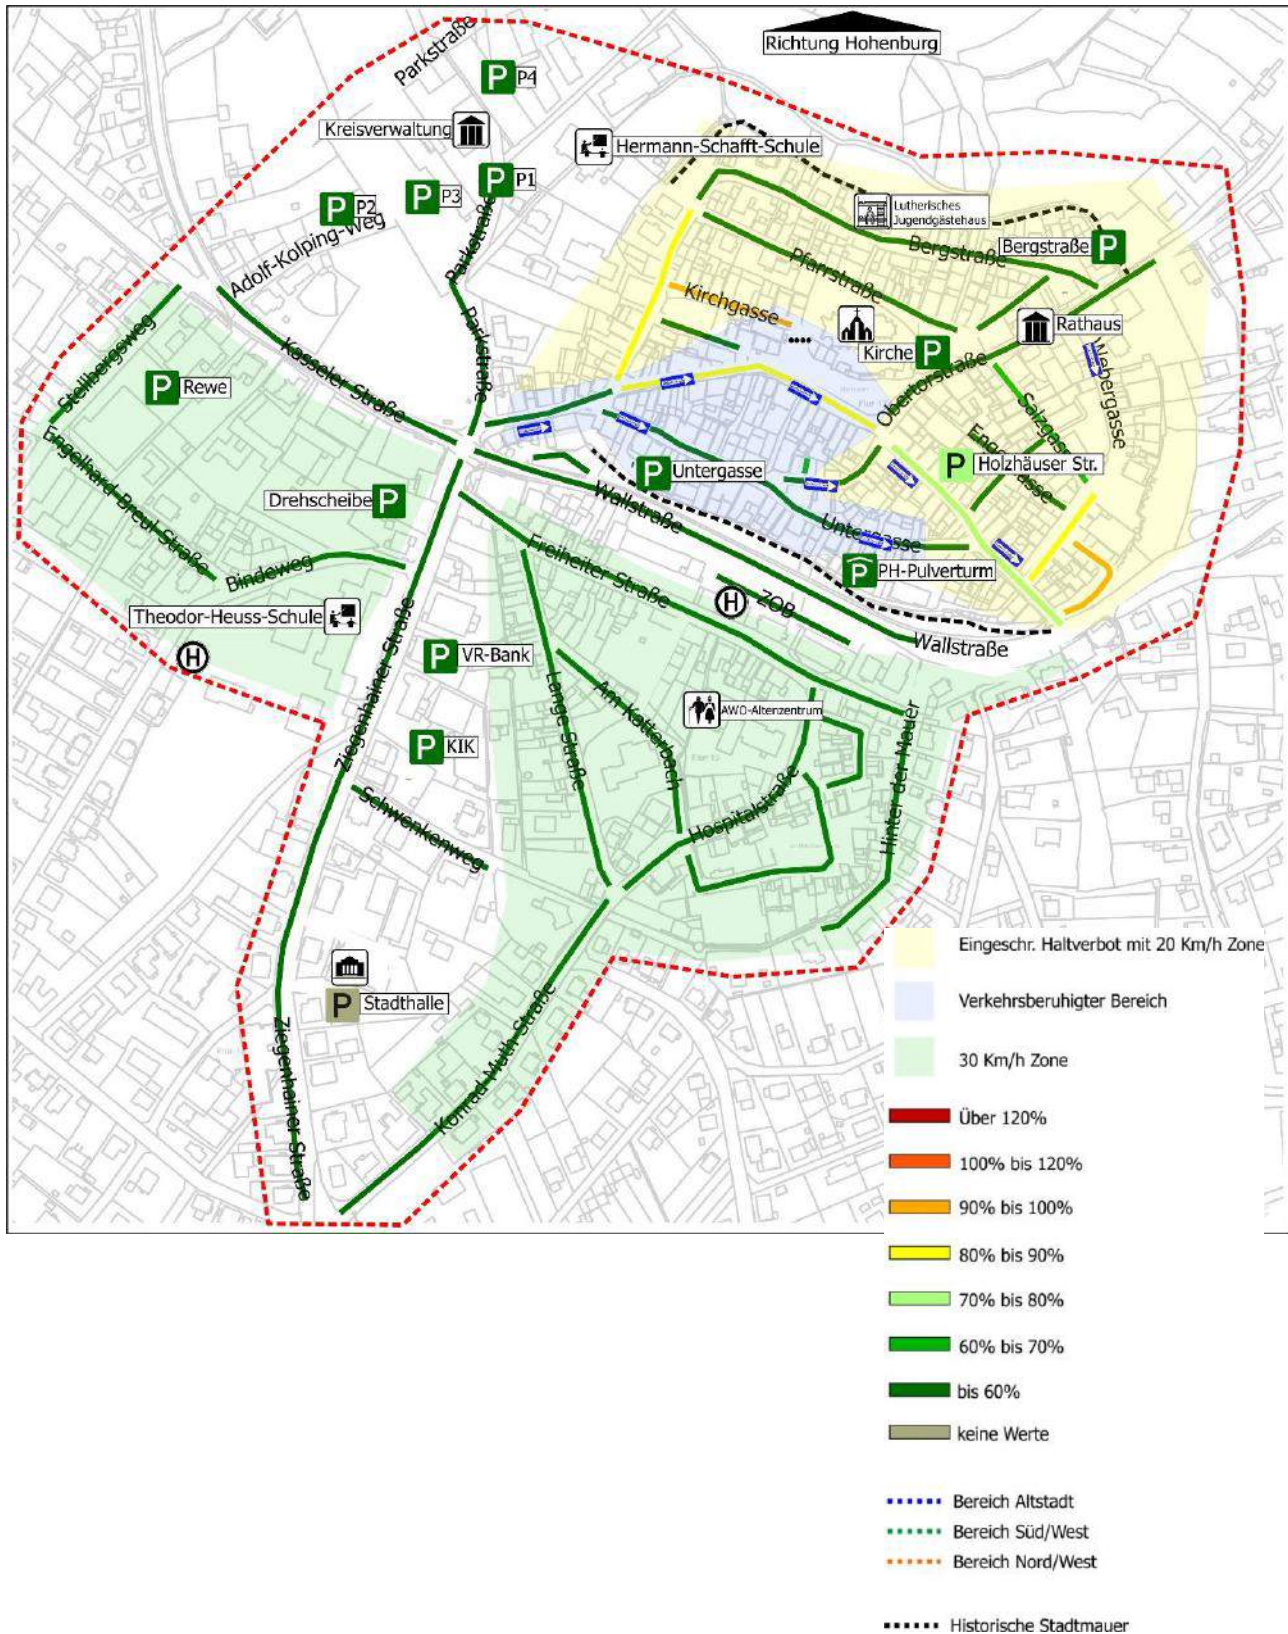 Richtung Hohenburg
Parkstraße
P P4
Kreisverwaltung
Hermann-Schafft-Schule
P P1
P P3
P P2
Adolf-Kolping-Weg
Parkstraße
Parkstraße
Lutherisches
Jugendgästehaus
Bergstraße
Bergstraße P
Pfarrstraße
Kirchgasse
Kirche P
Rathaus
Obertorstraße
Webergasse
Salzgasse
Engegasse
P Holzhäuser Str.
Stellbergsweg
Kasseler Straße
P Rewe
Engelhard-Breul Straße
Drehscheibe P
Bindeweg
P Untergasse
Wallstraße
Untergasse
P PH-Pulverturm
Freiheiter Straße
H ZOB
Wallstraße
Theodor-Heuss-Schule
H
Ziegenhainer Straße
P VR-Bank
Lange Straße
Am Katterbach
AWO-Altenzentrum
P KIK
Hospitalstraße
Hinter der Mauer
Schwenkenweg
P Stadthalle
Konrad-Muth-Straße
Ziegenhainer Straße
Eingeschr. Haltverbot mit 20 Km/h Zone
Verkehrsberuhigter Bereich
30 Km/h Zone
Über 120%
100% bis 120%
90% bis 100%
80% bis 90%
70% bis 80%
60% bis 70%
bis 60%
keine Werte
Bereich Altstadt
Bereich Süd/West
Bereich Nord/West
Historische Stadtmauer